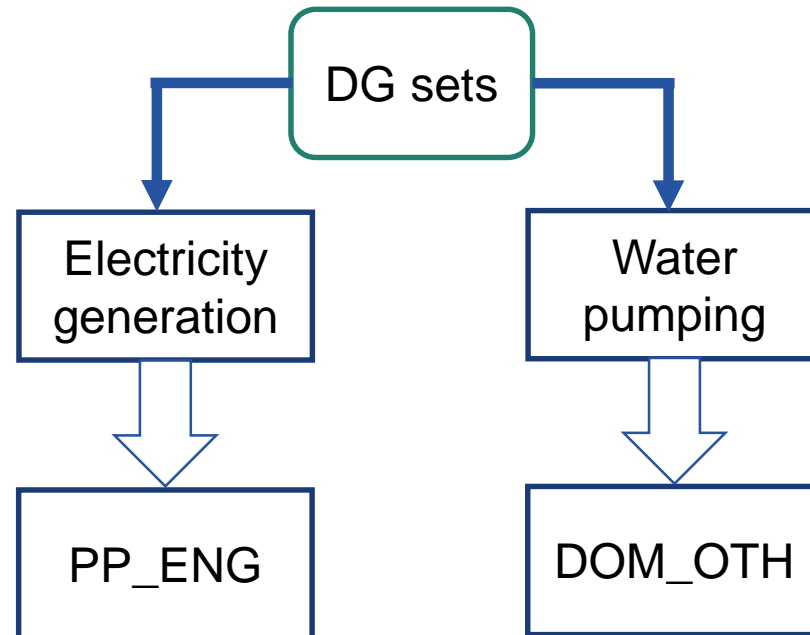 DG sets
Electricity
generation
Water
pumping
PP_ENG
DOM_OTH